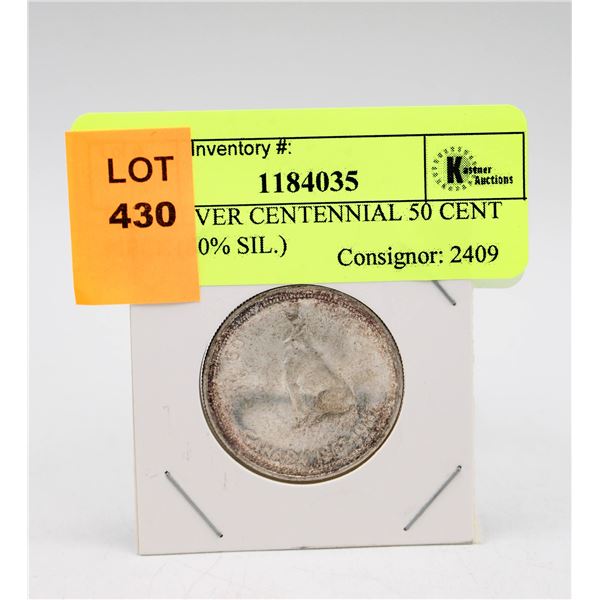 LOT
430
Inventory #:
1184035
Kastner
Auctions
VER CENTENNIAL 50 CENT
0% SIL.)
Consignor: 2409